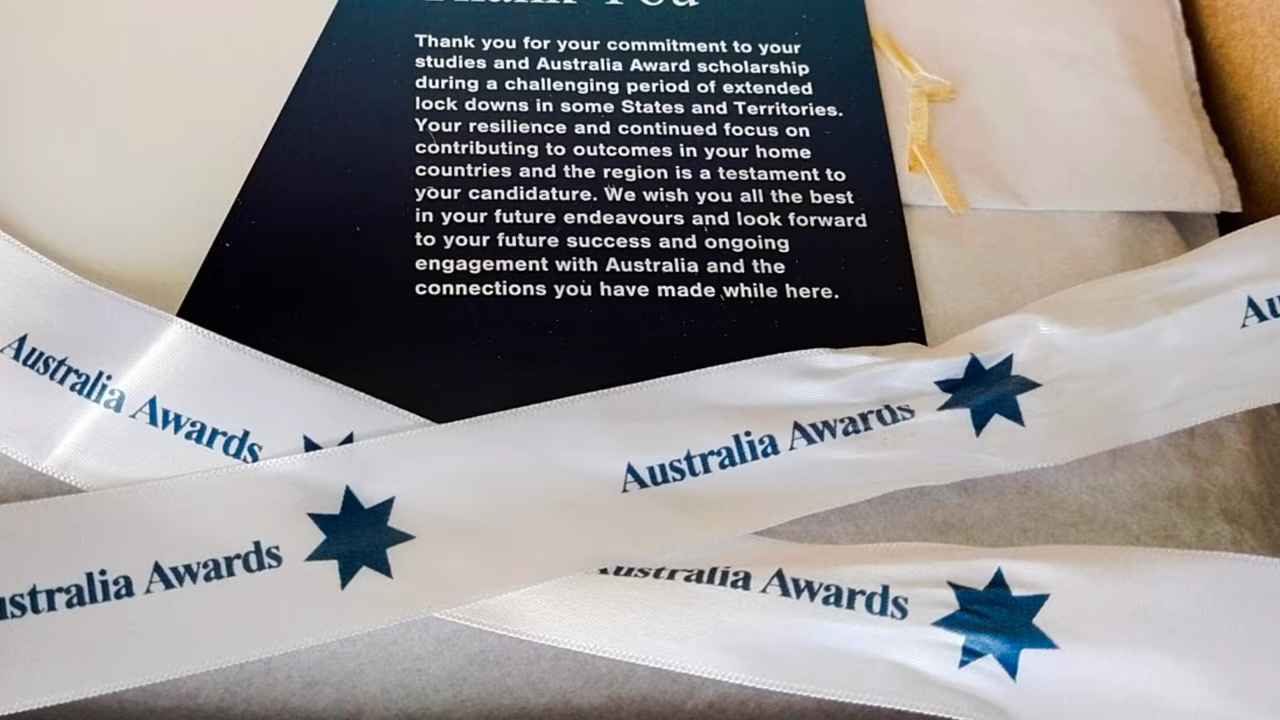 Thank You
Thank you for your commitment to your
studies and Australia Award scholarship
during a challenging period of extended
lock downs in some States and Territories.
Your resilience and continued focus on
contributing to outcomes in your home
countries and the region is a testament to
your candidature. We wish you all the best
in your future endeavours and look forward
to your future success and ongoing
engagement with Australia and the
connections you have made while here.
Australia Awards
Australia Awards
Australia Awards
Australia Awards